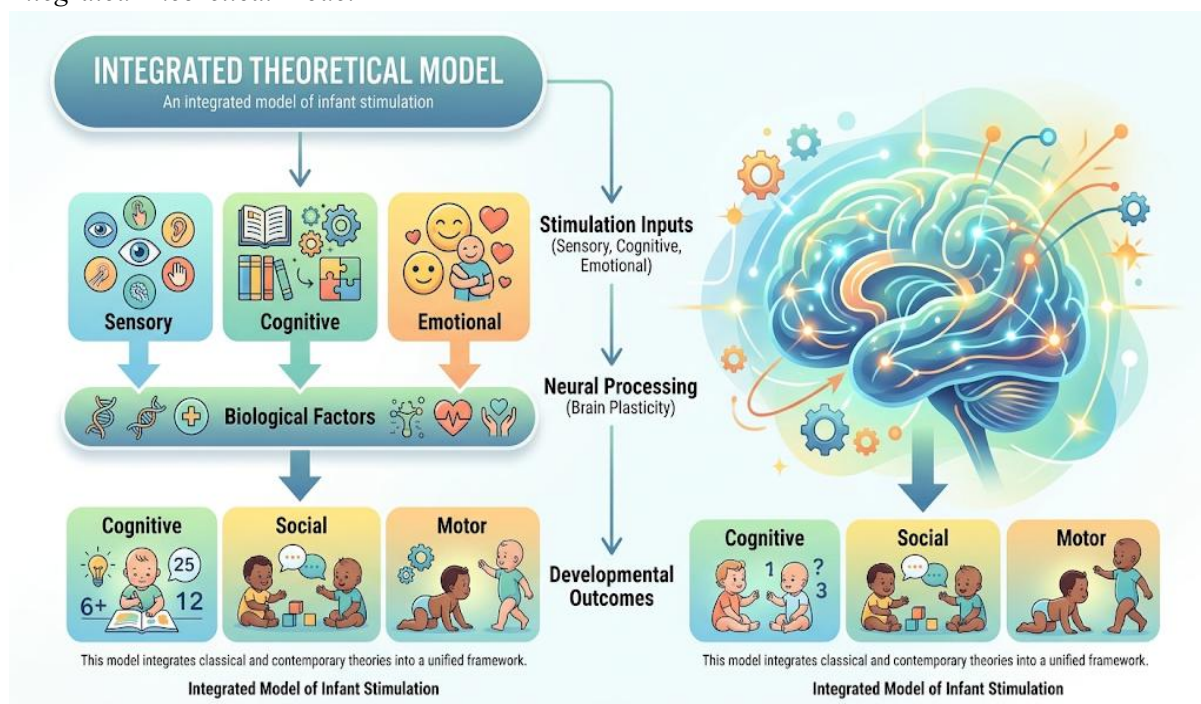 INTEGRATED THEORETICAL MODEL
An integrated model of infant stimulation
Sensory
Cognitive
Emotional
Biological Factors
Cognitive
25
6+
12
Social
Motor
Stimulation Inputs
(Sensory, Cognitive,
Emotional)
Neural Processing
(Brain Plasticity)
Developmental
Outcomes
This model integrates classical and contemporary theories into a unified framework.
Integrated Model of Infant Stimulation
Cognitive
1
?
3
Social
Motor
This model integrates classical and contemporary theories into a unified framework.
Integrated Model of Infant Stimulation